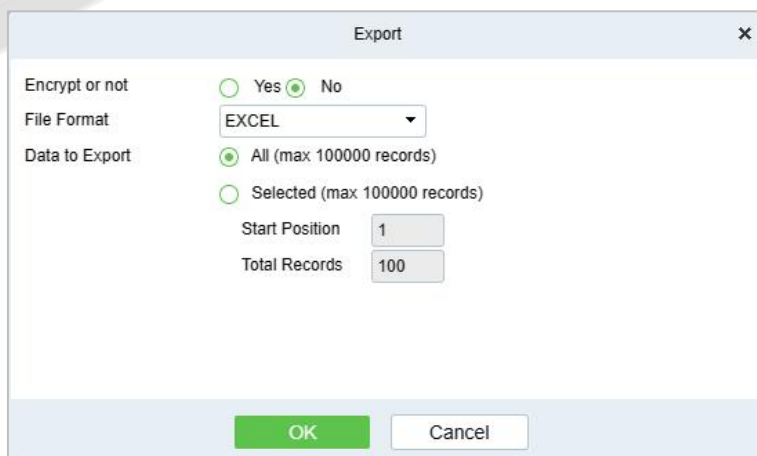 Export
Encrypt or not Yes No
File Format EXCEL
Data to Export All (max 100000 records)
Selected (max 100000 records)
Start Position 1
Total Records 100
OK Cancel